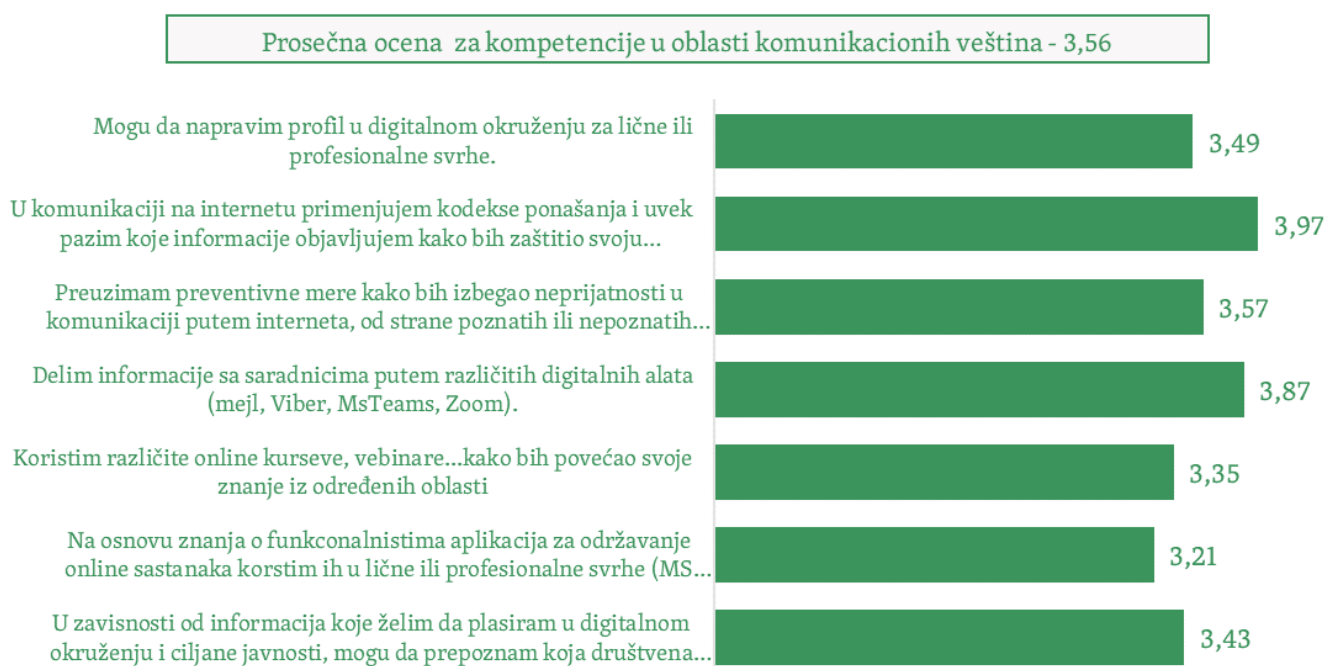 Prosečna ocena za kompetencije u oblasti komunikacionih veština - 3,56
Mogu da napravim profil u digitalnom okruženju za lične ili
profesionalne svrhe.
3,49
U komunikaciji na internetu primenjujem kodekse ponašanja i uvek
pazim koje informacije objavljujem kako bih zaštitio svoju...
3,97
Preuzimam preventivne mere kako bih izbegao neprijatnosti u
komunikaciji putem interneta, od strane poznatih ili nepoznatih...
3,57
Delim informacije sa saradnicima putem različitih digitalnih alata
(mejl, Viber, MsTeams, Zoom).
3,87
Koristim različite online kurseve, vebinare...kako bih povećao svoje
znanje iz određenih oblasti
3,35
Na osnovu znanja o funkconalnistima aplikacija za održavanje
online sastanaka korstim ih u lične ili profesionalne svrhe (MS...
3,21
U zavisnosti od informacija koje želim da plasiram u digitalnom
okruženju i ciljane javnosti, mogu da prepoznam koja društvena...
3,43